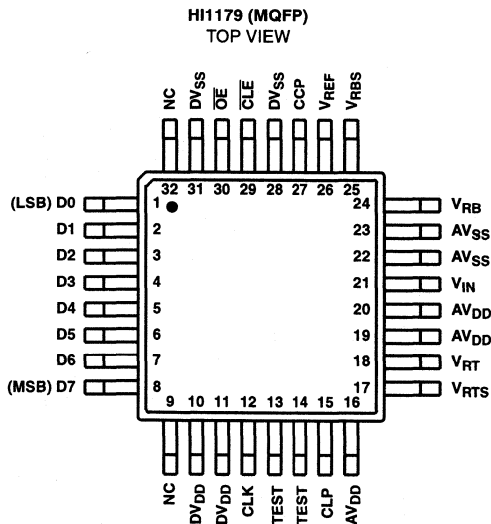 HI1179 (MQFP)
TOP VIEW
NC
DVSS
OE
CLE
DVSS
CCP
VREF
VRBS
32 31 30 29 28 27 26 25
(LSB) D0 1
D1 2
D2 3
D3 4
D4 5
D5 6
D6 7
(MSB) D7 8
24 VRB
23 AVSS
22 AVSS
21 VIN
20 AVDD
19 AVDD
18 VRT
17 VRTS
9 10 11 12 13 14 15 16
NC
DVDD
DVDD
CLK
TEST
TEST
CLP
AVDD